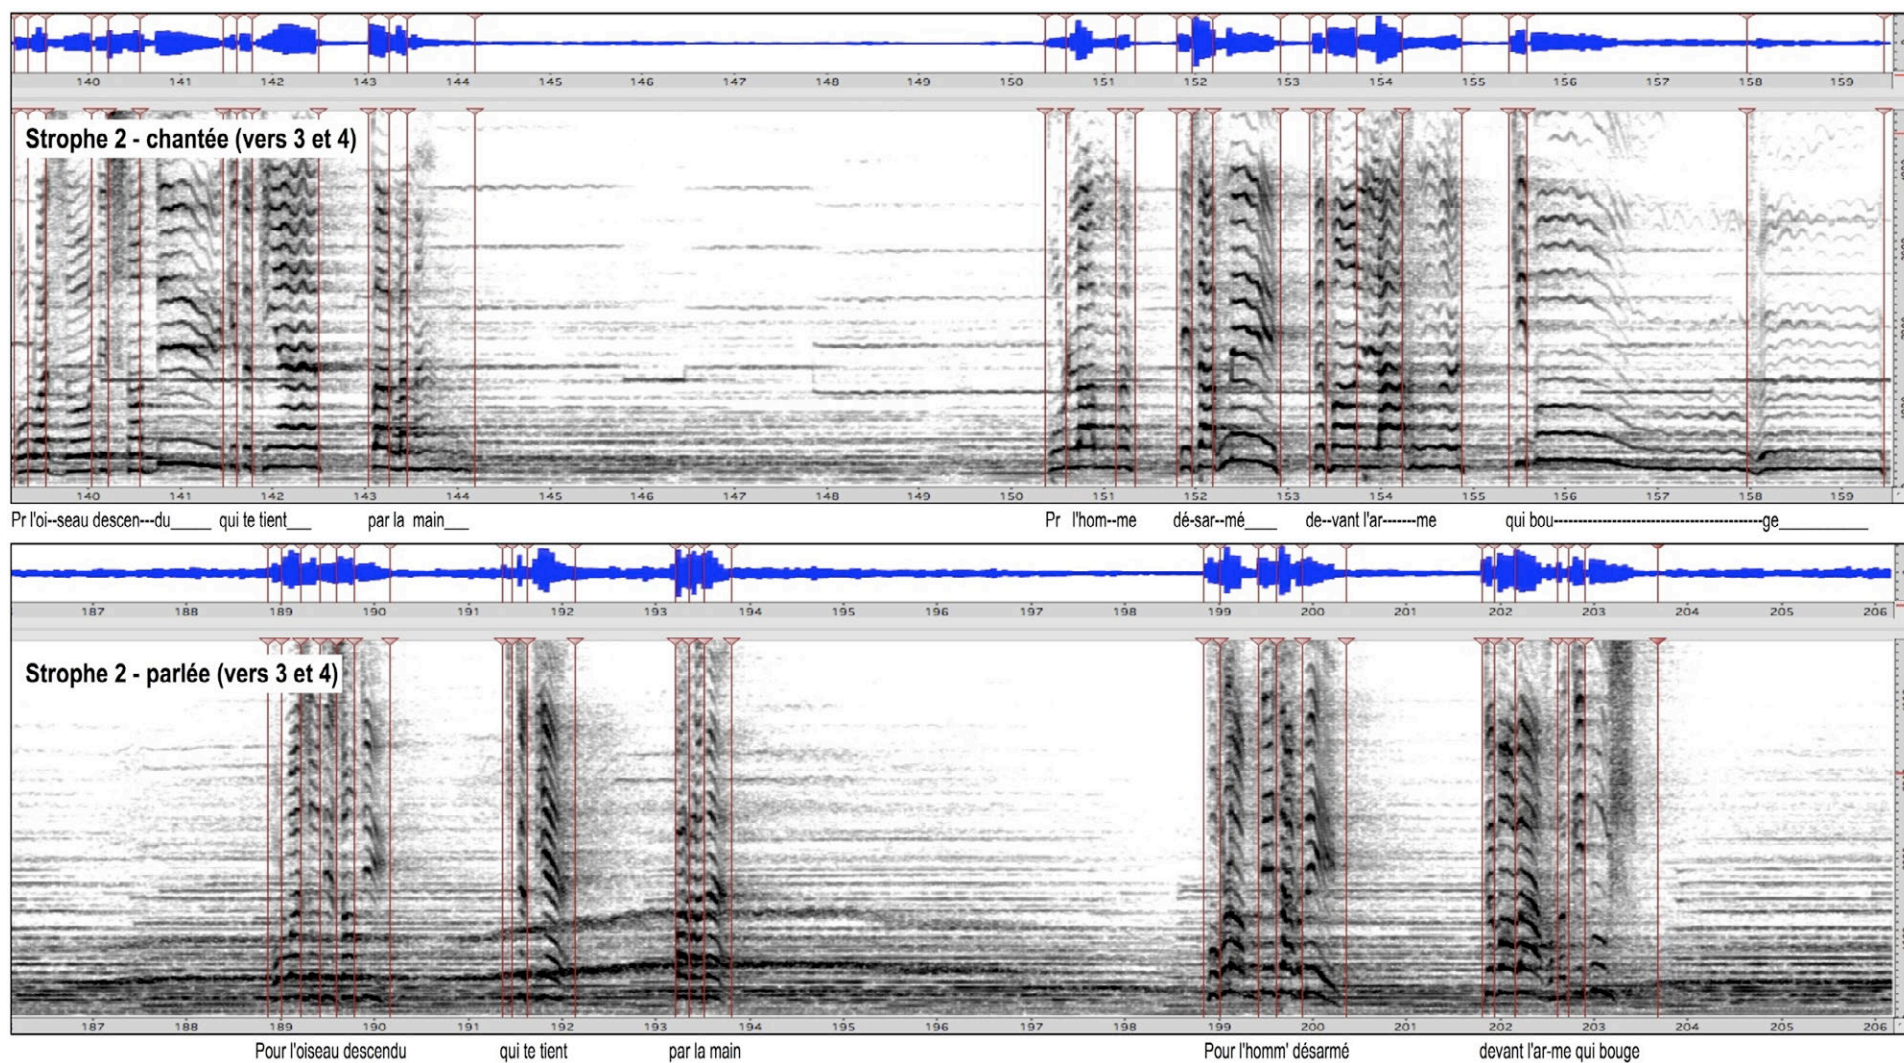 140 141 142 143 144 145 146 147 148 149 150 151 152 153 154 155 156 157 158 159
Strophe 2 - chantée (vers 3 et 4)
140 141 142 143 144 145 146 147 148 149 150 151 152 153 154 155 156 157 158 159
Pr l'oi--seau descen---du_____ qui te tient___ par la main___ Pr l'hom--me dé-sar--mé____ de--vant l'ar-------me qui bou-------------------------------------------ge___________
187 188 189 190 191 192 193 194 195 196 197 198 199 200 201 202 203 204 205 206
Strophe 2 - parlée (vers 3 et 4)
187 188 189 190 191 192 193 194 195 196 197 198 199 200 201 202 203 204 205 206
Pour l'oiseau descendu qui te tient par la main Pour l'homm' désarmé devant l'ar-me qui bouge